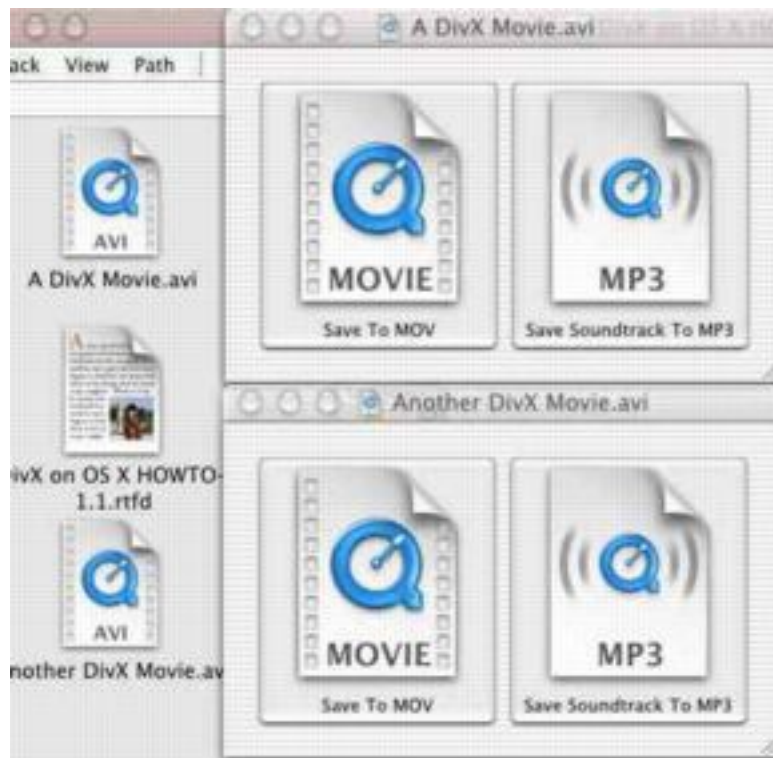 ack View Path
AVI
A DivX Movie.avi
ivX on OS X HOWTO-
1.1.rtfd
AVI
nother DivX Movie.av
A DivX Movie.avi
MOVIE
Save To MOV
MP3
Save Soundtrack To MP3
Another DivX Movie.avi
MOVIE
Save To MOV
MP3
Save Soundtrack To MP3